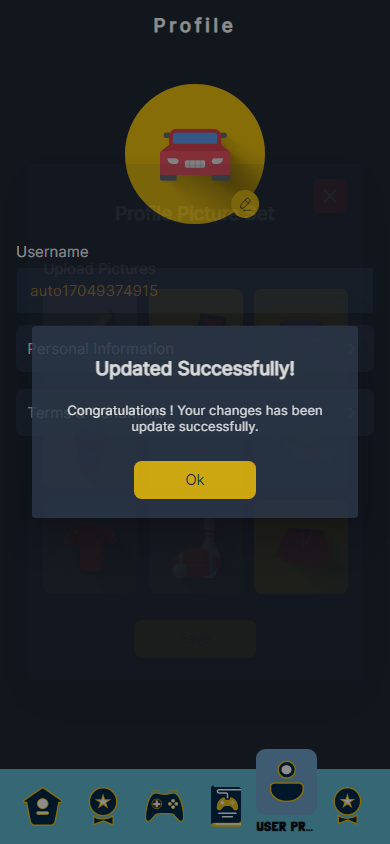 Profile
Profile Picture Set
Username
Upload Pictures
auto17049374915
Personal Information
Updated Successfully!
Congratulations ! Your changes has been
update successfully.
Ok
USER PR...